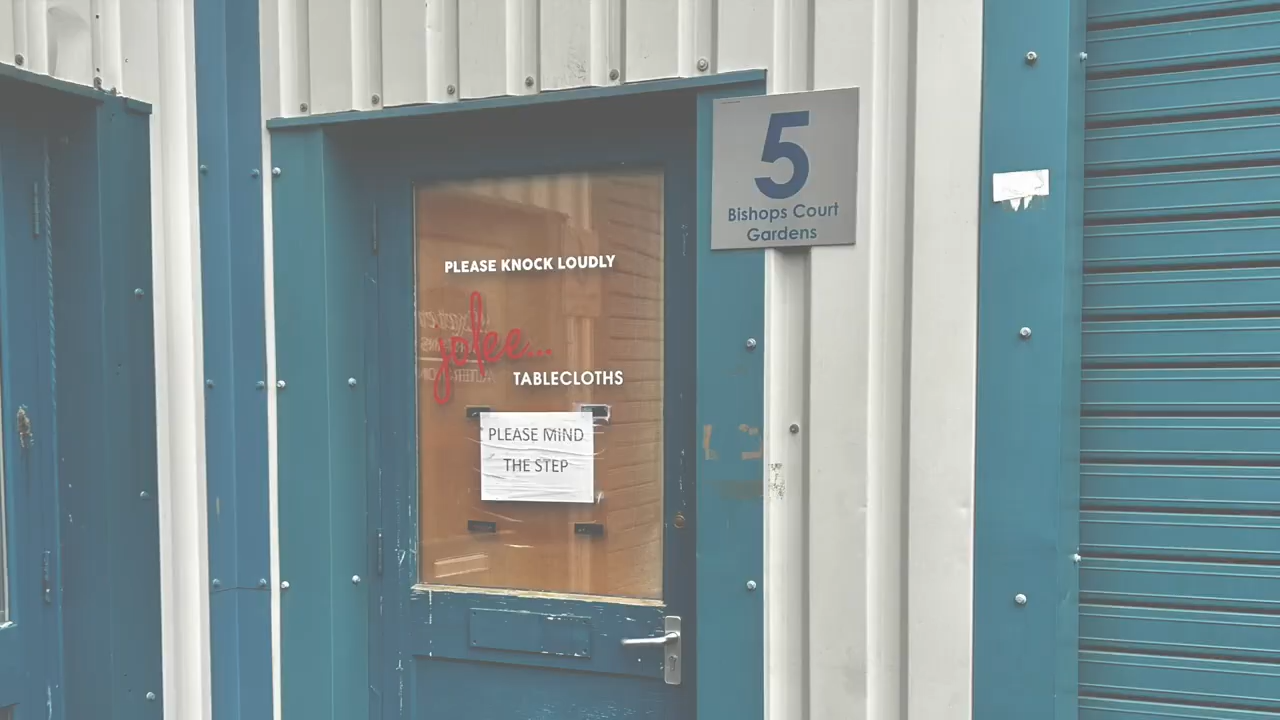 5
Bishops Court
Gardens
PLEASE KNOCK LOUDLY
jolee...
TABLECLOTHS
PLEASE MIND
THE STEP